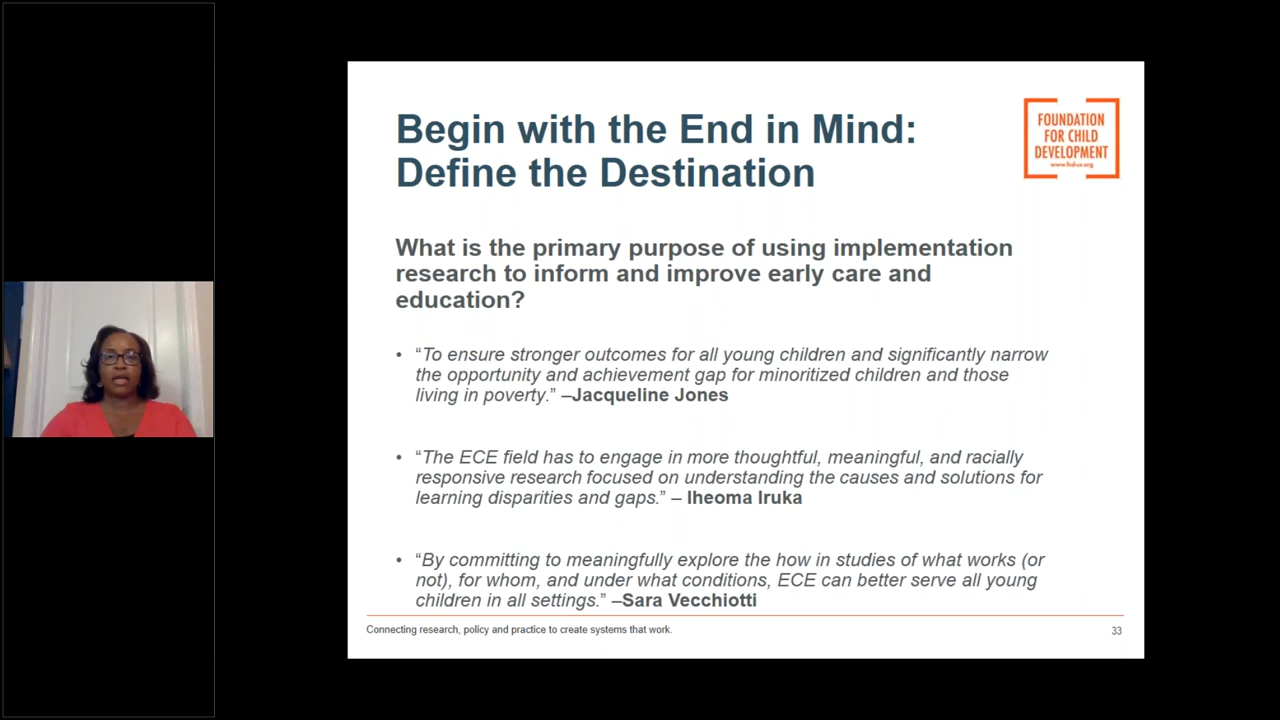 Begin with the End in Mind:
Define the Destination
FOUNDATION
FOR CHILD
DEVELOPMENT
www.fcd-us.org
What is the primary purpose of using implementation
research to inform and improve early care and
education?
• “To ensure stronger outcomes for all young children and significantly narrow
the opportunity and achievement gap for minoritized children and those
living in poverty.” –Jacqueline Jones
• “The ECE field has to engage in more thoughtful, meaningful, and racially
responsive research focused on understanding the causes and solutions for
learning disparities and gaps.” – Iheoma Iruka
• “By committing to meaningfully explore the how in studies of what works (or
not), for whom, and under what conditions, ECE can better serve all young
children in all settings.” –Sara Vecchiotti
Connecting research, policy and practice to create systems that work.
33